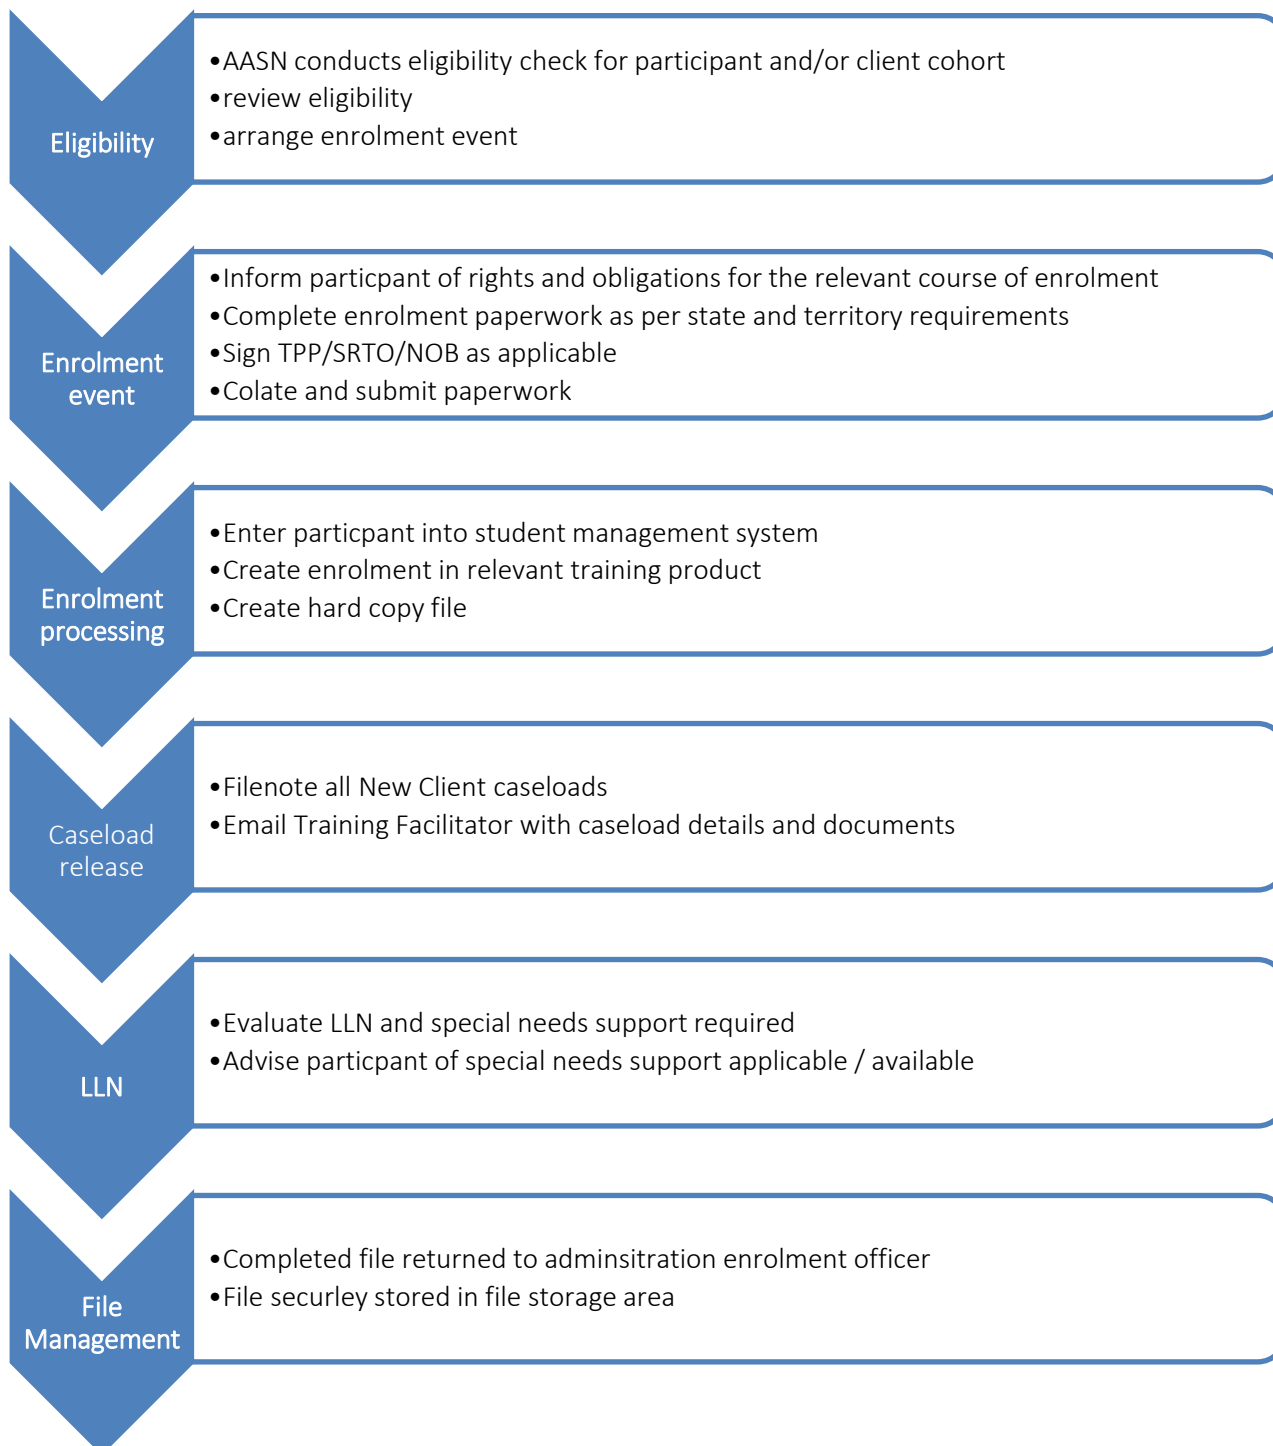 Eligibility
•AASN conducts eligibility check for participant and/or client cohort
•review eligibility
•arrange enrolment event
Enrolment
event
•Inform particpant of rights and obligations for the relevant course of enrolment
•Complete enrolment paperwork as per state and territory requirements
•Sign TPP/SRTO/NOB as applicable
•Colate and submit paperwork
Enrolment
processing
•Enter particpant into student management system
•Create enrolment in relevant training product
•Create hard copy file
Caseload
release
•Filenote all New Client caseloads
•Email Training Facilitator with caseload details and documents
LLN
•Evaluate LLN and special needs support required
•Advise particpant of special needs support applicable / available
File
Management
•Completed file returned to adminsitration enrolment officer
•File securley stored in file storage area